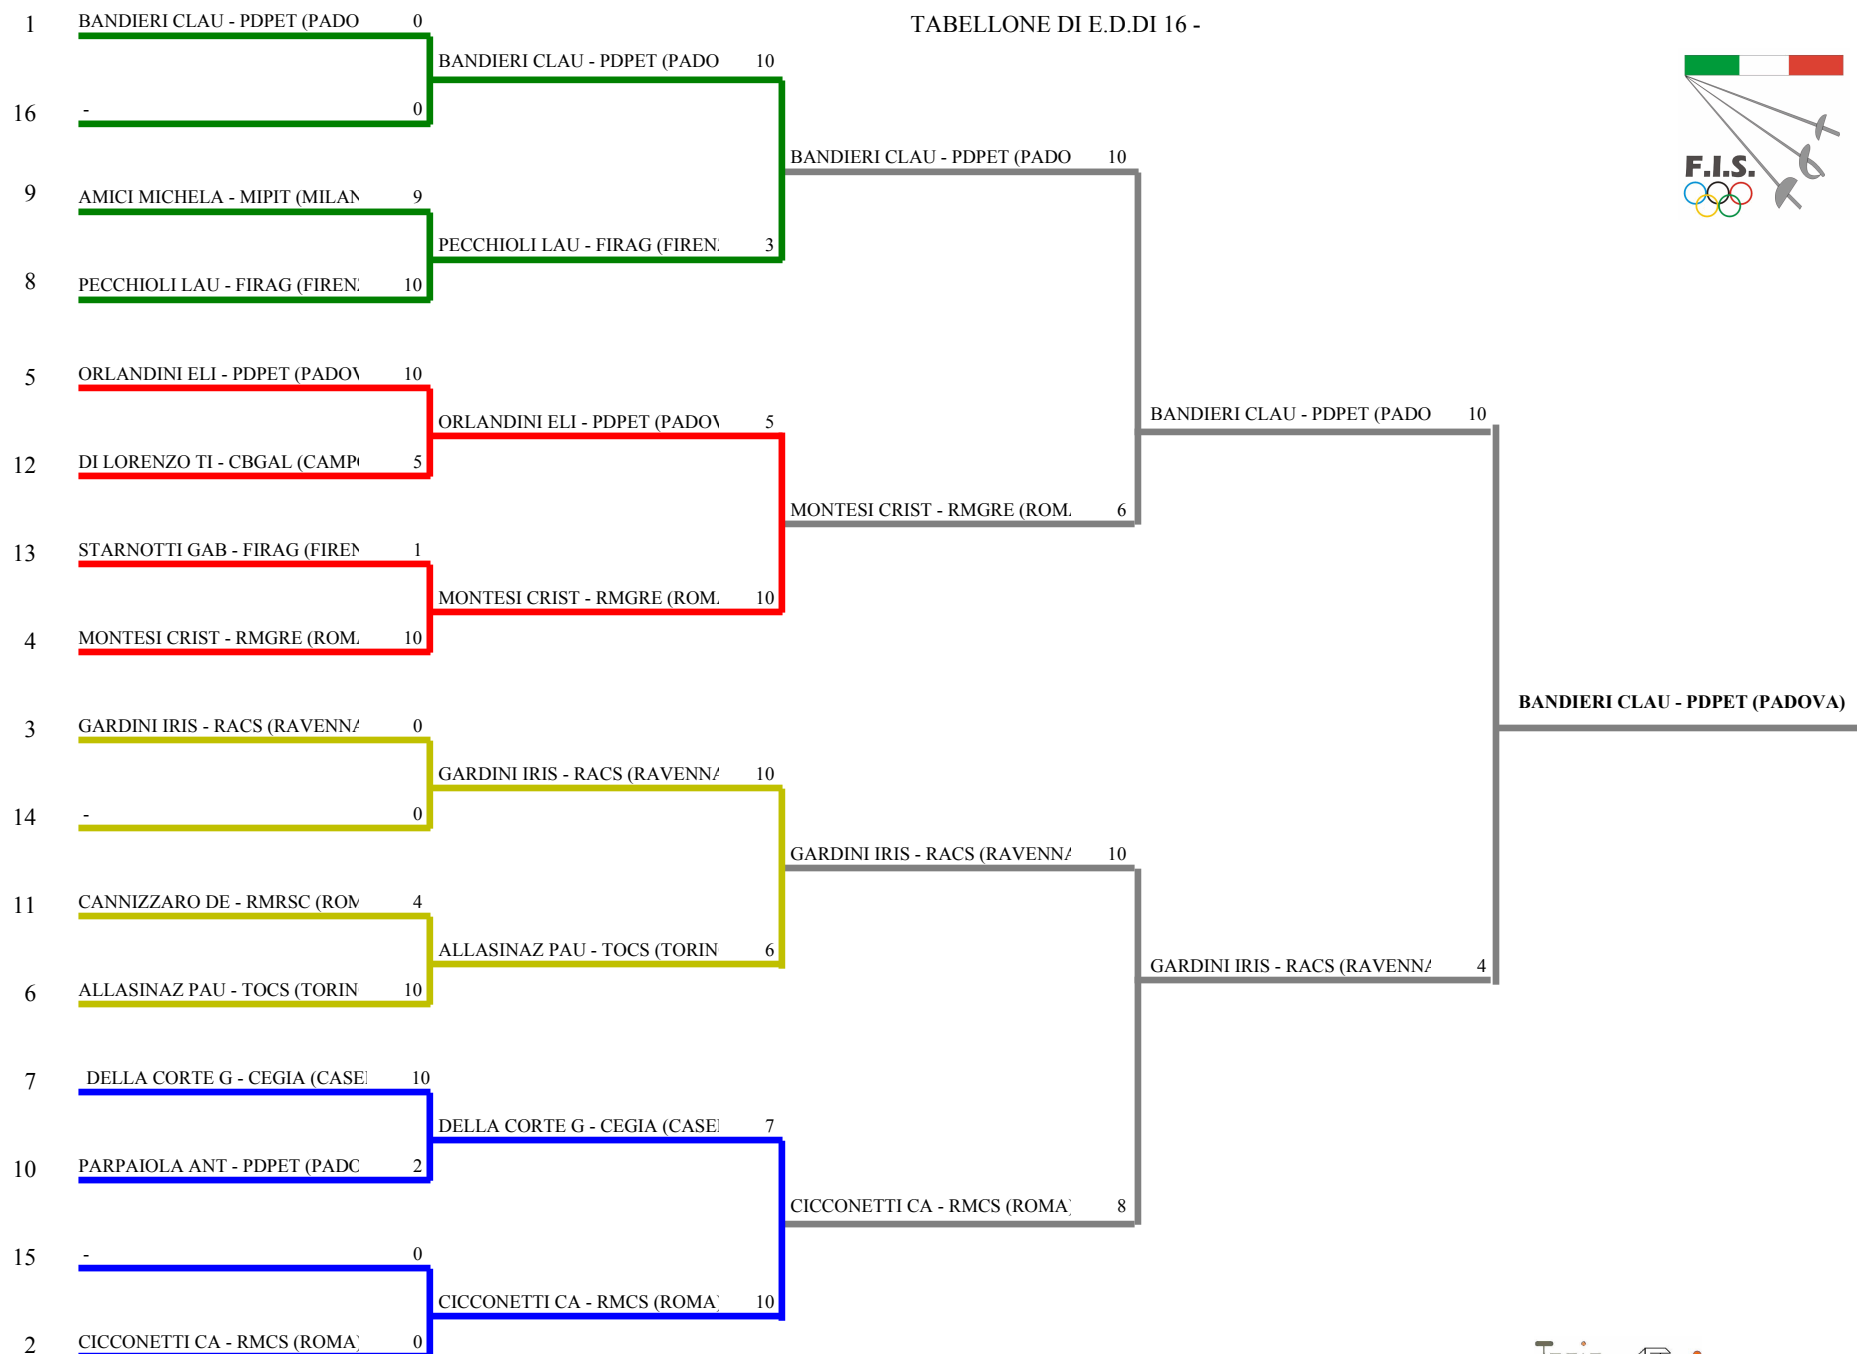 TABELLONE DI E.D.DI 16 -
F.I.S.
1 BANDIERI CLAU - PDPET (PADO 0
16 - 0
9 AMICI MICHELA - MIPIT (MILAN 9
8 PECCHIOLI LAU - FIRAG (FIREN 10
5 ORLANDINI ELI - PDPET (PADOV 10
12 DI LORENZO TI - CBGAL (CAMP 5
13 STARNOTTI GAB - FIRAG (FIREN 1
4 MONTESI CRIST - RMGRE (ROM 10
3 GARDINI IRIS - RACS (RAVENNA 0
14 - 0
11 CANNIZZARO DE - RMRSC (ROM 4
6 ALLASINAZ PAU - TOCS (TORIN 10
7 DELLA CORTE G - CEGIA (CASE 10
10 PARPAIOLA ANT - PDPET (PADO 2
15 - 0
2 CICCONETTI CA - RMCS (ROMA) 0
BANDIERI CLAU - PDPET (PADO 10
PECCHIOLI LAU - FIRAG (FIREN 3
ORLANDINI ELI - PDPET (PADOV 5
MONTESI CRIST - RMGRE (ROM 10
GARDINI IRIS - RACS (RAVENNA 10
ALLASINAZ PAU - TOCS (TORIN 6
DELLA CORTE G - CEGIA (CASE 7
CICCONETTI CA - RMCS (ROMA) 10
BANDIERI CLAU - PDPET (PADO 10
MONTESI CRIST - RMGRE (ROM 6
GARDINI IRIS - RACS (RAVENNA 10
CICCONETTI CA - RMCS (ROMA) 8
BANDIERI CLAU - PDPET (PADO 10
GARDINI IRIS - RACS (RAVENNA 4
BANDIERI CLAU - PDPET (PADOVA)